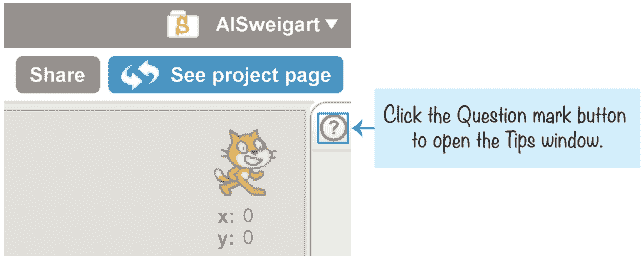 AlSweigart ▼
Share
See project page
?
Click the Question mark button
to open the Tips window.
x: 0
y: 0